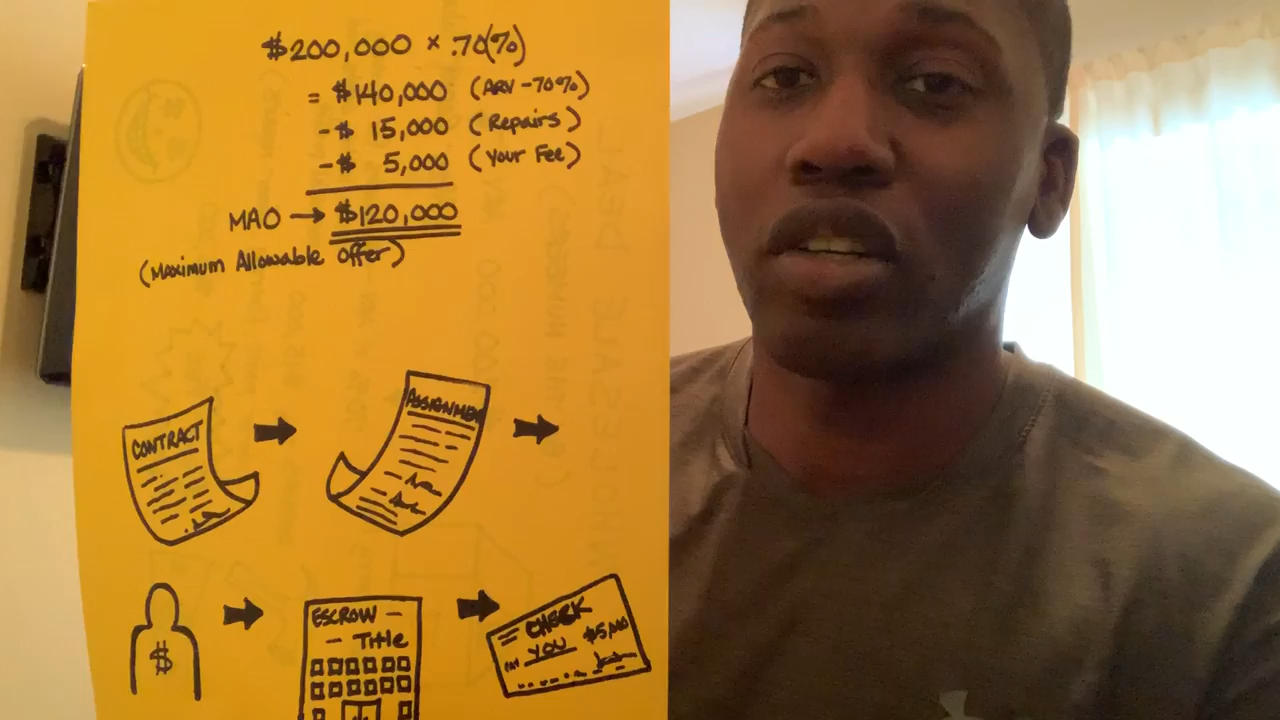 $200,000 × .70(%)
= $140,000 (ARV-70%)
-$ 15,000 (Repairs)
-$ 5,000 (Your Fee)
MAO → $120,000
(Maximum Allowable Offer)
CONTRACT
ASSIGNMEN
$
ESCROW -
- Title
CHECK
PAY YOU $5,000